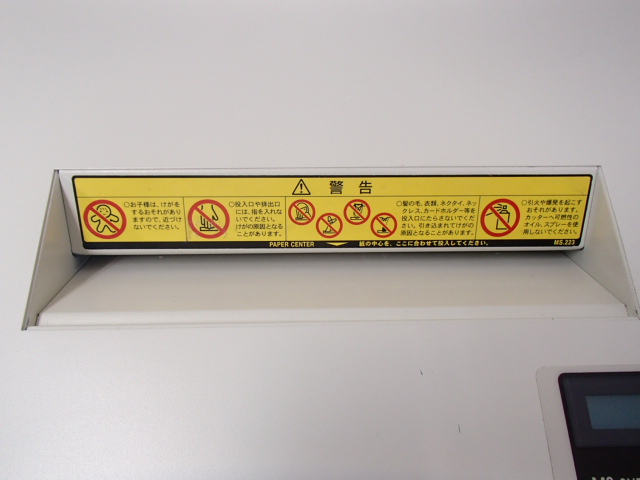 警告
○お子様は、けがを
するおそれがあり
ますので、近づけ
ないでください。
○投入口や排出口
には、指を入れな
いでください。
けがの原因となる
ことがあります。
○髪の毛、衣類、ネクタイ、ネッ
クレス、カードホルダー等を
投入口にたらさないでくだ
さい。引き込まれてけがの
原因となることがあります。
○引火や爆発を起こす
おそれがあります。
カッターへ可燃性の
オイル、スプレーを使
用しないでください。
PAPER CENTER 紙の中心を、ここに合わせて投入してください。 MS.223